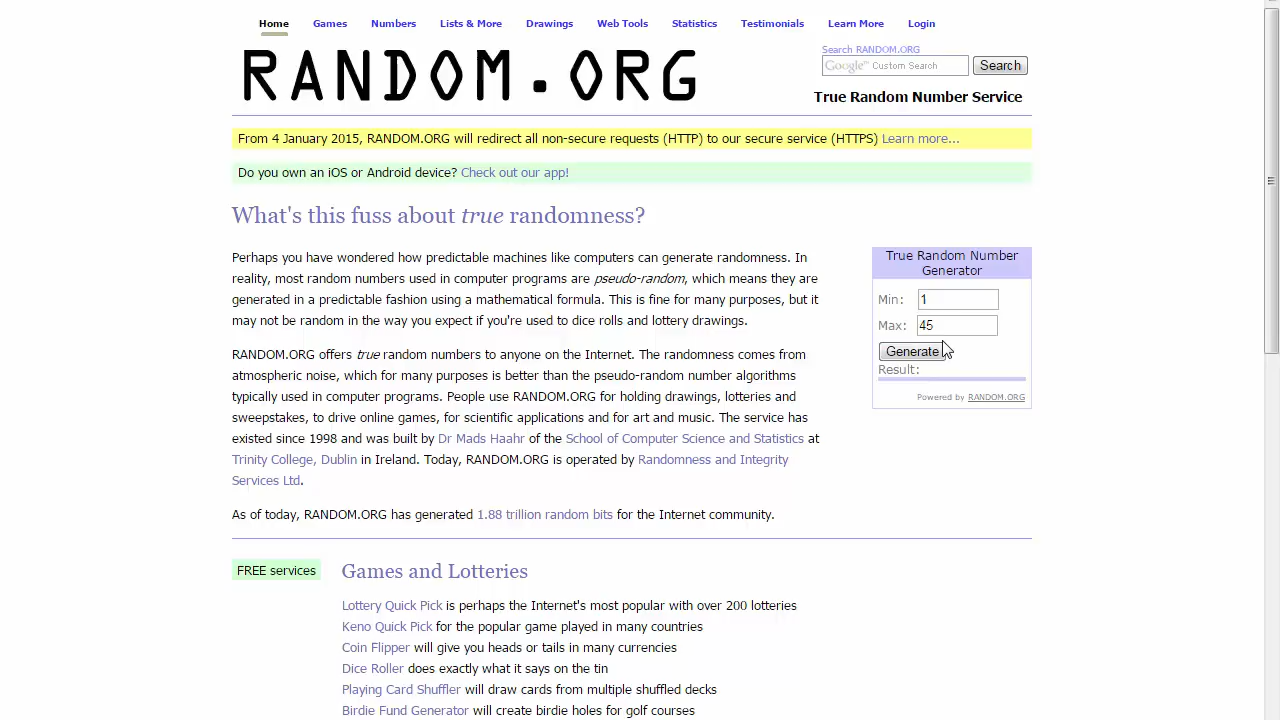 Home Games Numbers Lists & More Drawings Web Tools Statistics Testimonials Learn More Login
RANDOM.ORG
Search RANDOM.ORG
Google™ Custom Search Search
True Random Number Service
From 4 January 2015, RANDOM.ORG will redirect all non-secure requests (HTTP) to our secure service (HTTPS) Learn more...
Do you own an iOS or Android device? Check out our app!
What's this fuss about true randomness?
Perhaps you have wondered how predictable machines like computers can generate randomness. In
reality, most random numbers used in computer programs are pseudo-random, which means they are
generated in a predictable fashion using a mathematical formula. This is fine for many purposes, but it
may not be random in the way you expect if you're used to dice rolls and lottery drawings.
RANDOM.ORG offers true random numbers to anyone on the Internet. The randomness comes from
atmospheric noise, which for many purposes is better than the pseudo-random number algorithms
typically used in computer programs. People use RANDOM.ORG for holding drawings, lotteries and
sweepstakes, to drive online games, for scientific applications and for art and music. The service has
existed since 1998 and was built by Dr Mads Haahr of the School of Computer Science and Statistics at
Trinity College, Dublin in Ireland. Today, RANDOM.ORG is operated by Randomness and Integrity
Services Ltd.
As of today, RANDOM.ORG has generated 1.88 trillion random bits for the Internet community.
True Random Number
Generator
Min: 1
Max: 45
Generate
Result:
Powered by RANDOM.ORG
FREE services
Games and Lotteries
Lottery Quick Pick is perhaps the Internet's most popular with over 200 lotteries
Keno Quick Pick for the popular game played in many countries
Coin Flipper will give you heads or tails in many currencies
Dice Roller does exactly what it says on the tin
Playing Card Shuffler will draw cards from multiple shuffled decks
Birdie Fund Generator will create birdie holes for golf courses